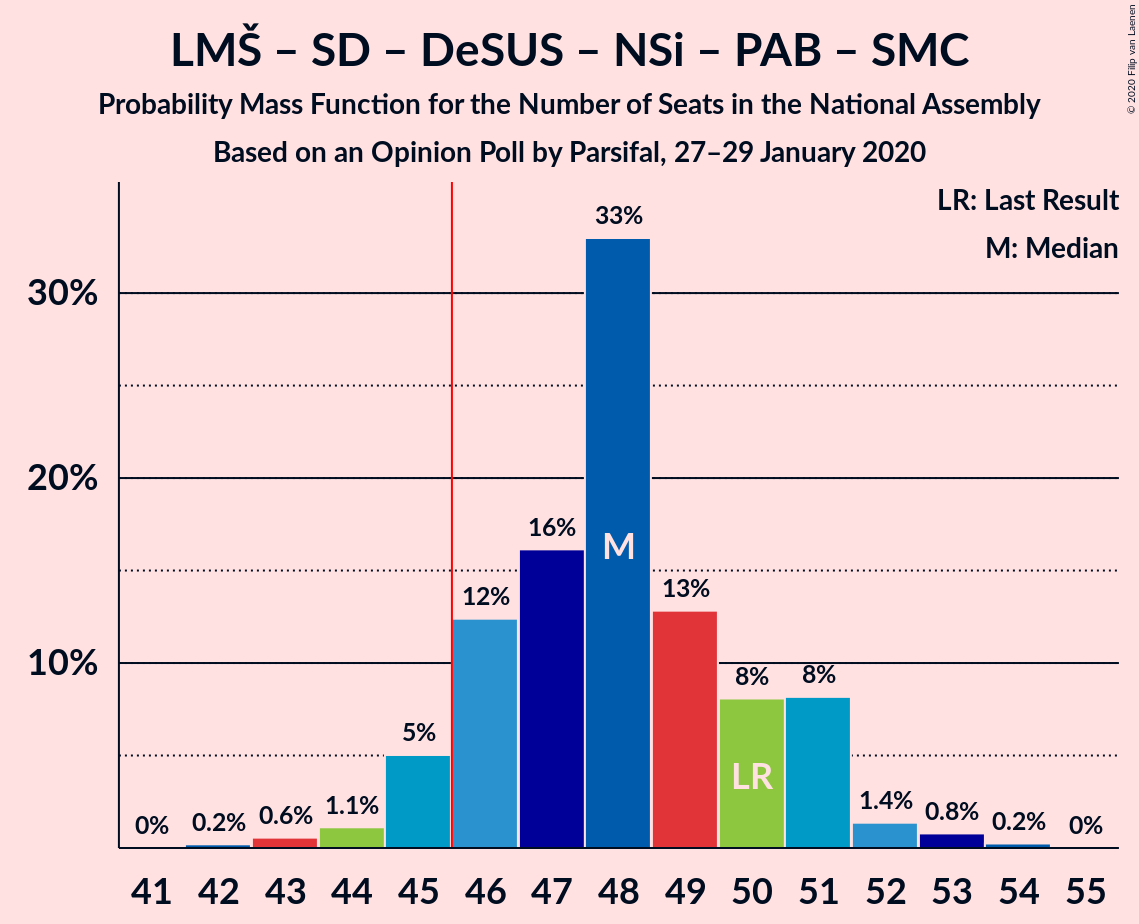 LMŠ – SD – DeSUS – NSi – PAB – SMC
Probability Mass Function for the Number of Seats in the National Assembly
Based on an Opinion Poll by Parsifal, 27–29 January 2020
© 2020 Filip van Laenen
LR: Last Result
M: Median
30%
20%
10%
0%
0.2%
0.6%
1.1%
5%
12%
16%
33%
13%
8%
8%
1.4%
0.8%
0.2%
0%
M
LR
41 42 43 44 45 46 47 48 49 50 51 52 53 54 55